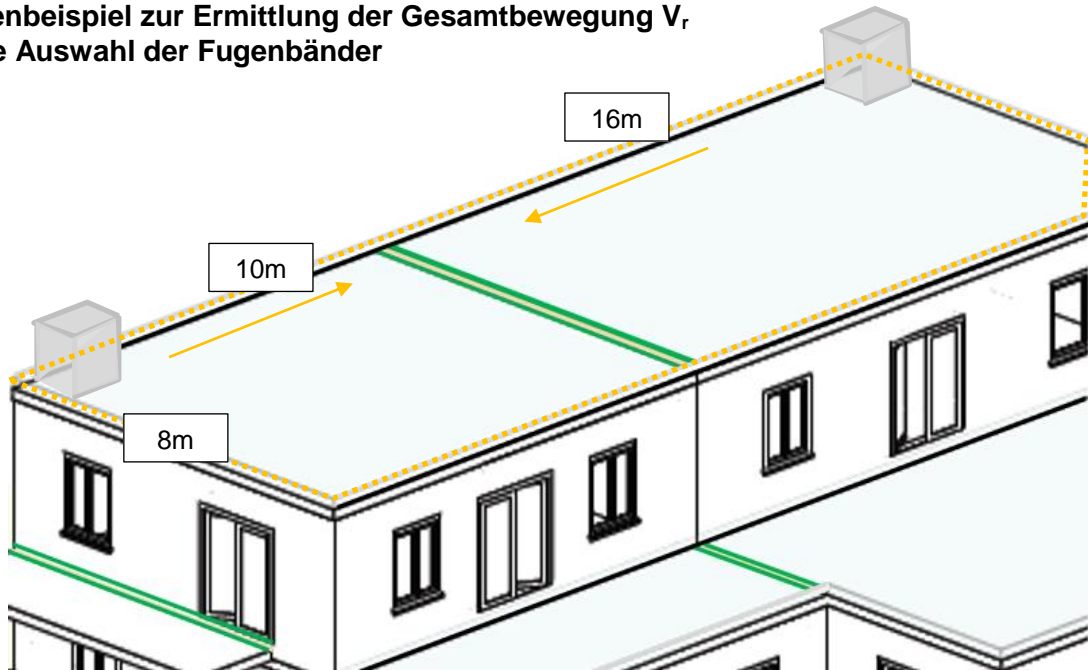 enbeispiel zur Ermittlung der Gesamtbewegung Vr
e Auswahl der Fugenbänder
16m
10m
8m